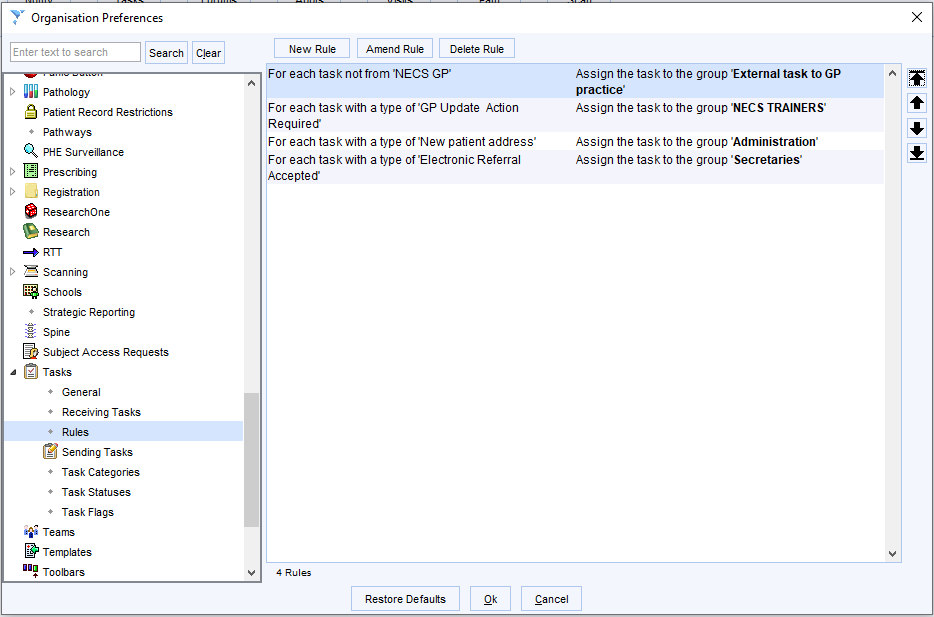 Organisation Preferences
Enter text to search
Search
Clear
New Rule
Amend Rule
Delete Rule
Panic Button
Pathology
Patient Record Restrictions
Pathways
PHE Surveillance
Prescribing
Registration
ResearchOne
Research
RTT
Scanning
Schools
Strategic Reporting
Spine
Subject Access Requests
Tasks
General
Receiving Tasks
Rules
Sending Tasks
Task Categories
Task Statuses
Task Flags
Teams
Templates
Toolbars
For each task not from 'NECS GP'
Assign the task to the group 'External task to GP
practice'
For each task with a type of 'GP Update  Action
Required'
Assign the task to the group 'NECS TRAINERS'
For each task with a type of 'New patient address'
Assign the task to the group 'Administration'
For each task with a type of 'Electronic Referral
Accepted'
Assign the task to the group 'Secretaries'
4 Rules
Restore Defaults
Ok
Cancel